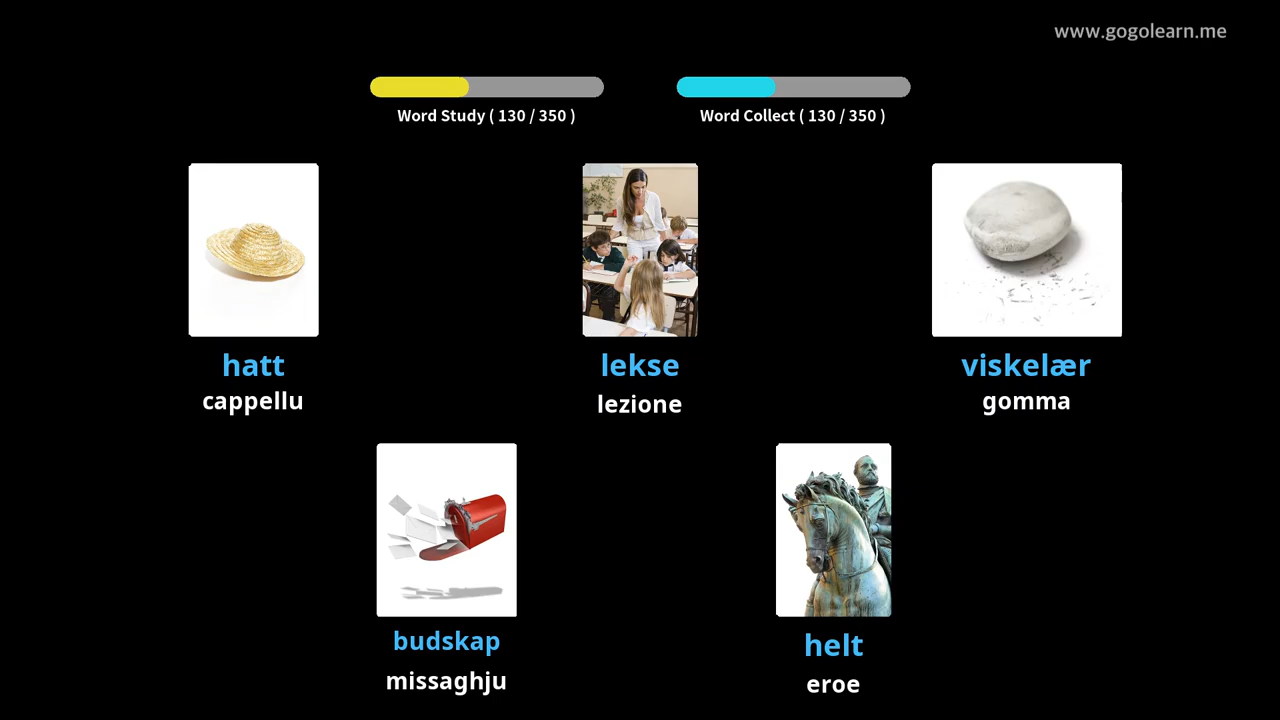 www.gogolearn.me
Word Study ( 130 / 350 )
Word Collect ( 130 / 350 )
hatt
cappellu
lekse
lezione
viskelær
gomma
budskap
missaghju
helt
eroe